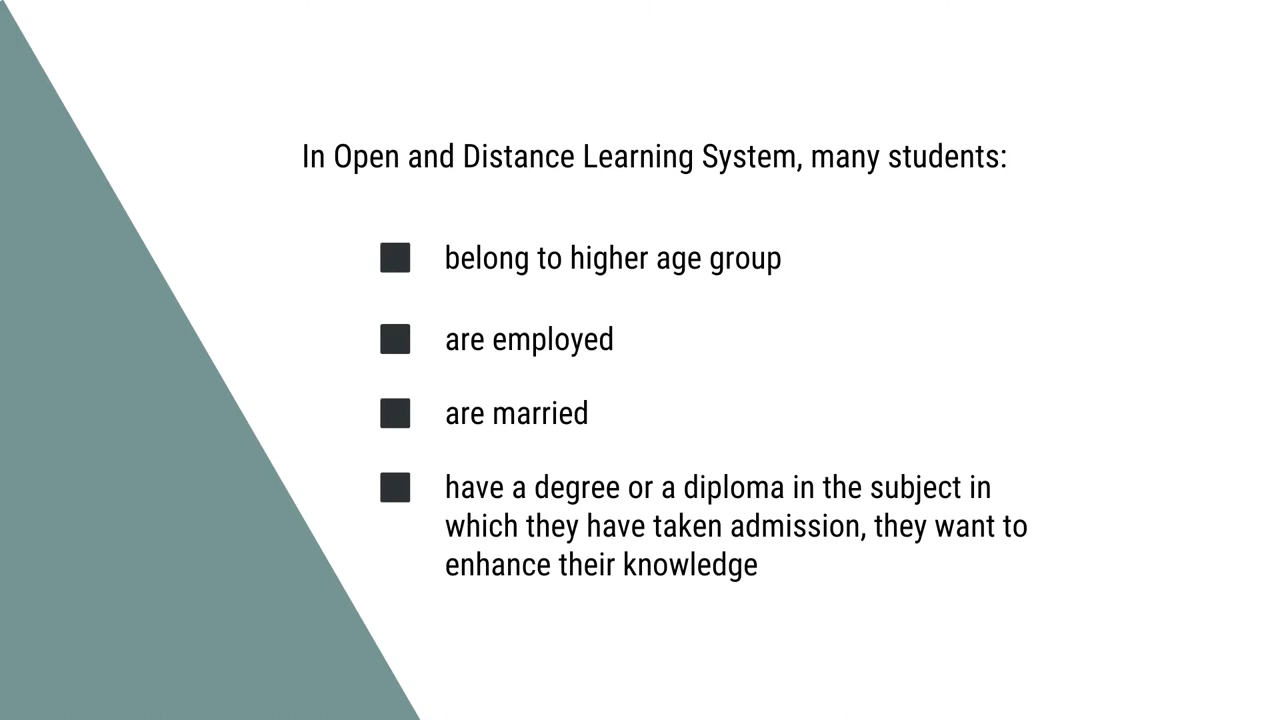 In Open and Distance Learning System, many students:
belong to higher age group
are employed
are married
have a degree or a diploma in the subject in
which they have taken admission, they want to
enhance their knowledge